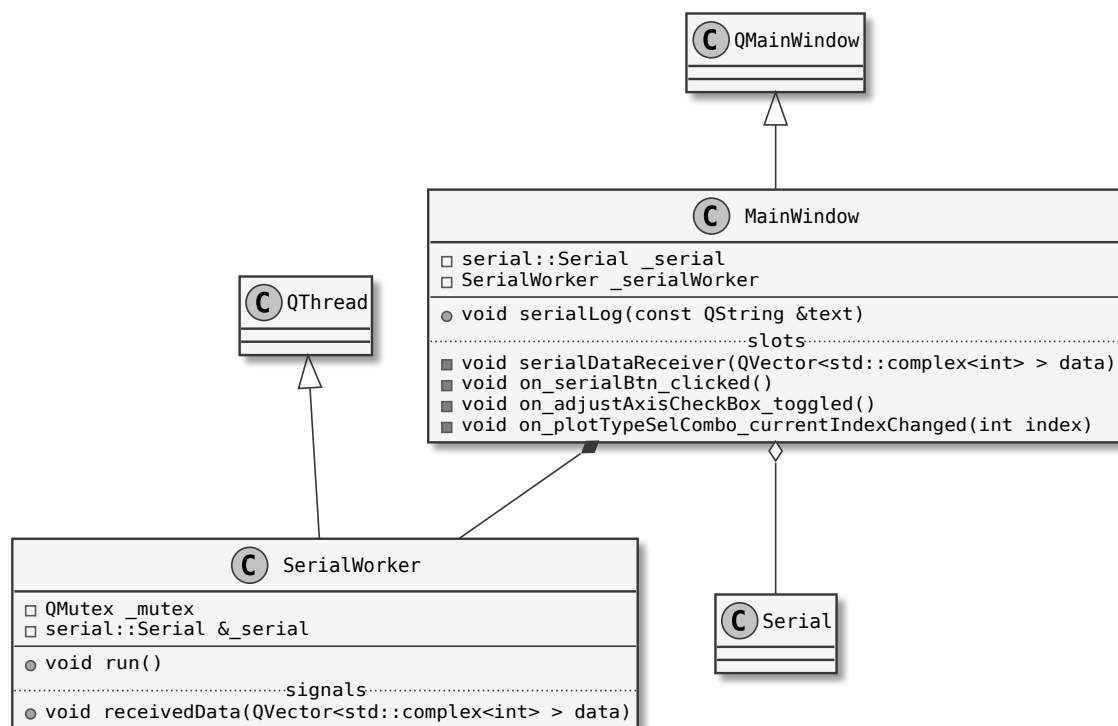 C QMainWindow
C MainWindow
serial::Serial _serial
SerialWorker _serialWorker
void serialLog(const QString &text)
slots
void serialDataReceiver(QVector<std::complex<int> > data)
void on_serialBtn_clicked()
void on_adjustAxisCheckBox_toggled()
void on_plotTypeSelCombo_currentIndexChanged(int index)
C QThread
C SerialWorker
QMutex _mutex
serial::Serial &_serial
void run()
signals
void receivedData(QVector<std::complex<int> > data)
C Serial